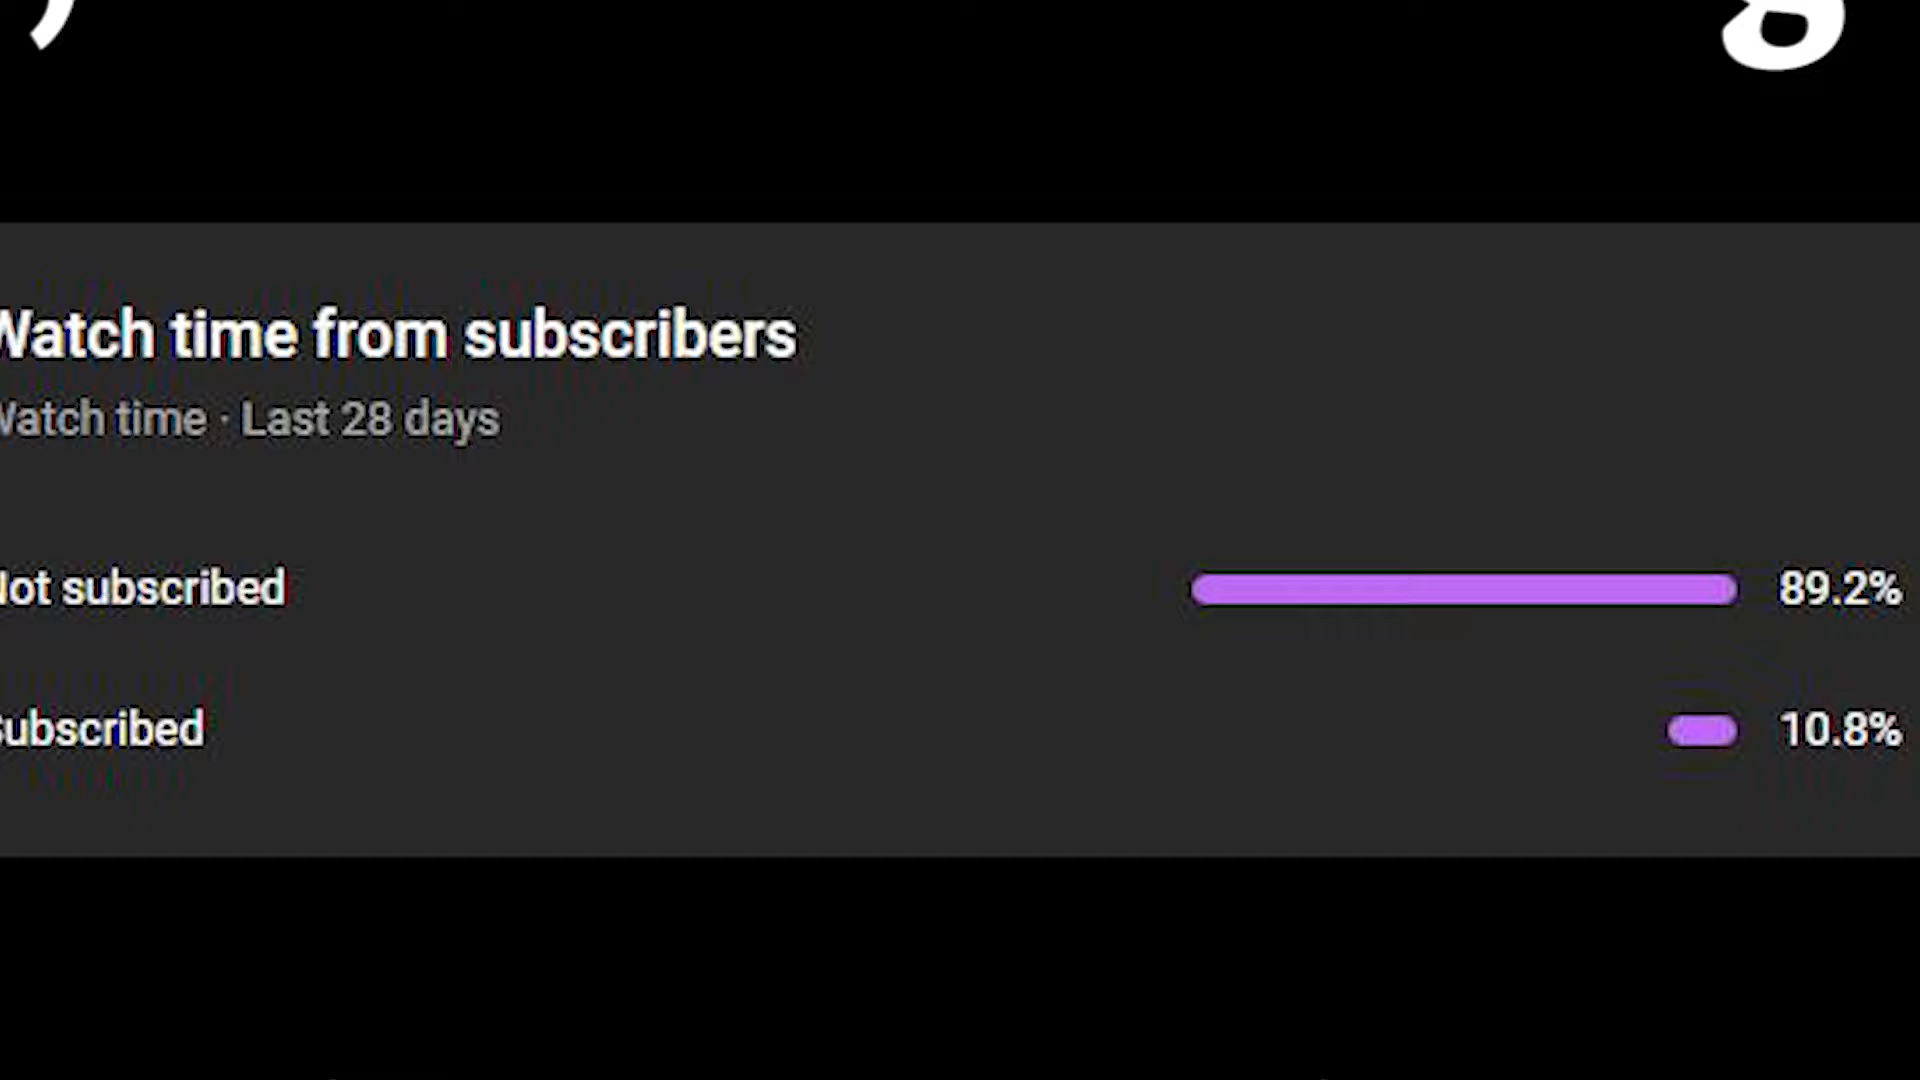 Watch time from subscribers
Watch time · Last 28 days
Not subscribed 89.2%
Subscribed 10.8%